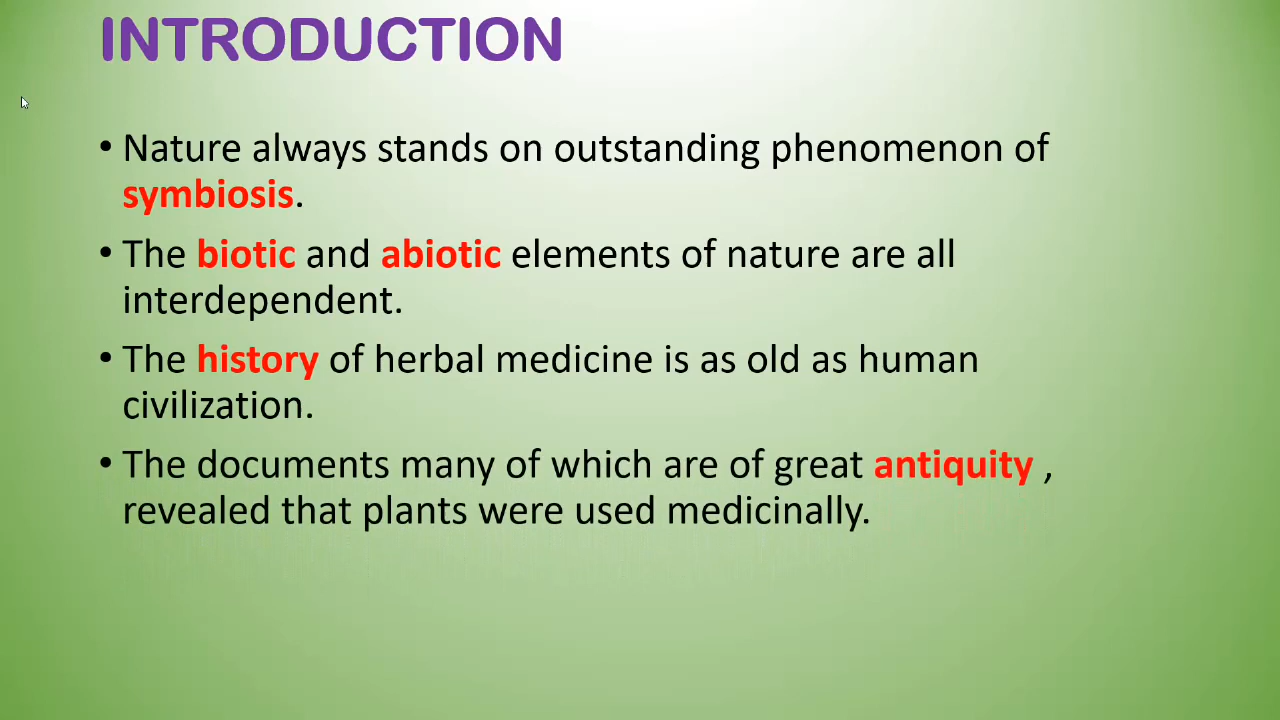 INTRODUCTION
• Nature always stands on outstanding phenomenon of
symbiosis.
• The biotic and abiotic elements of nature are all
interdependent.
• The history of herbal medicine is as old as human
civilization.
• The documents many of which are of great antiquity ,
revealed that plants were used medicinally.